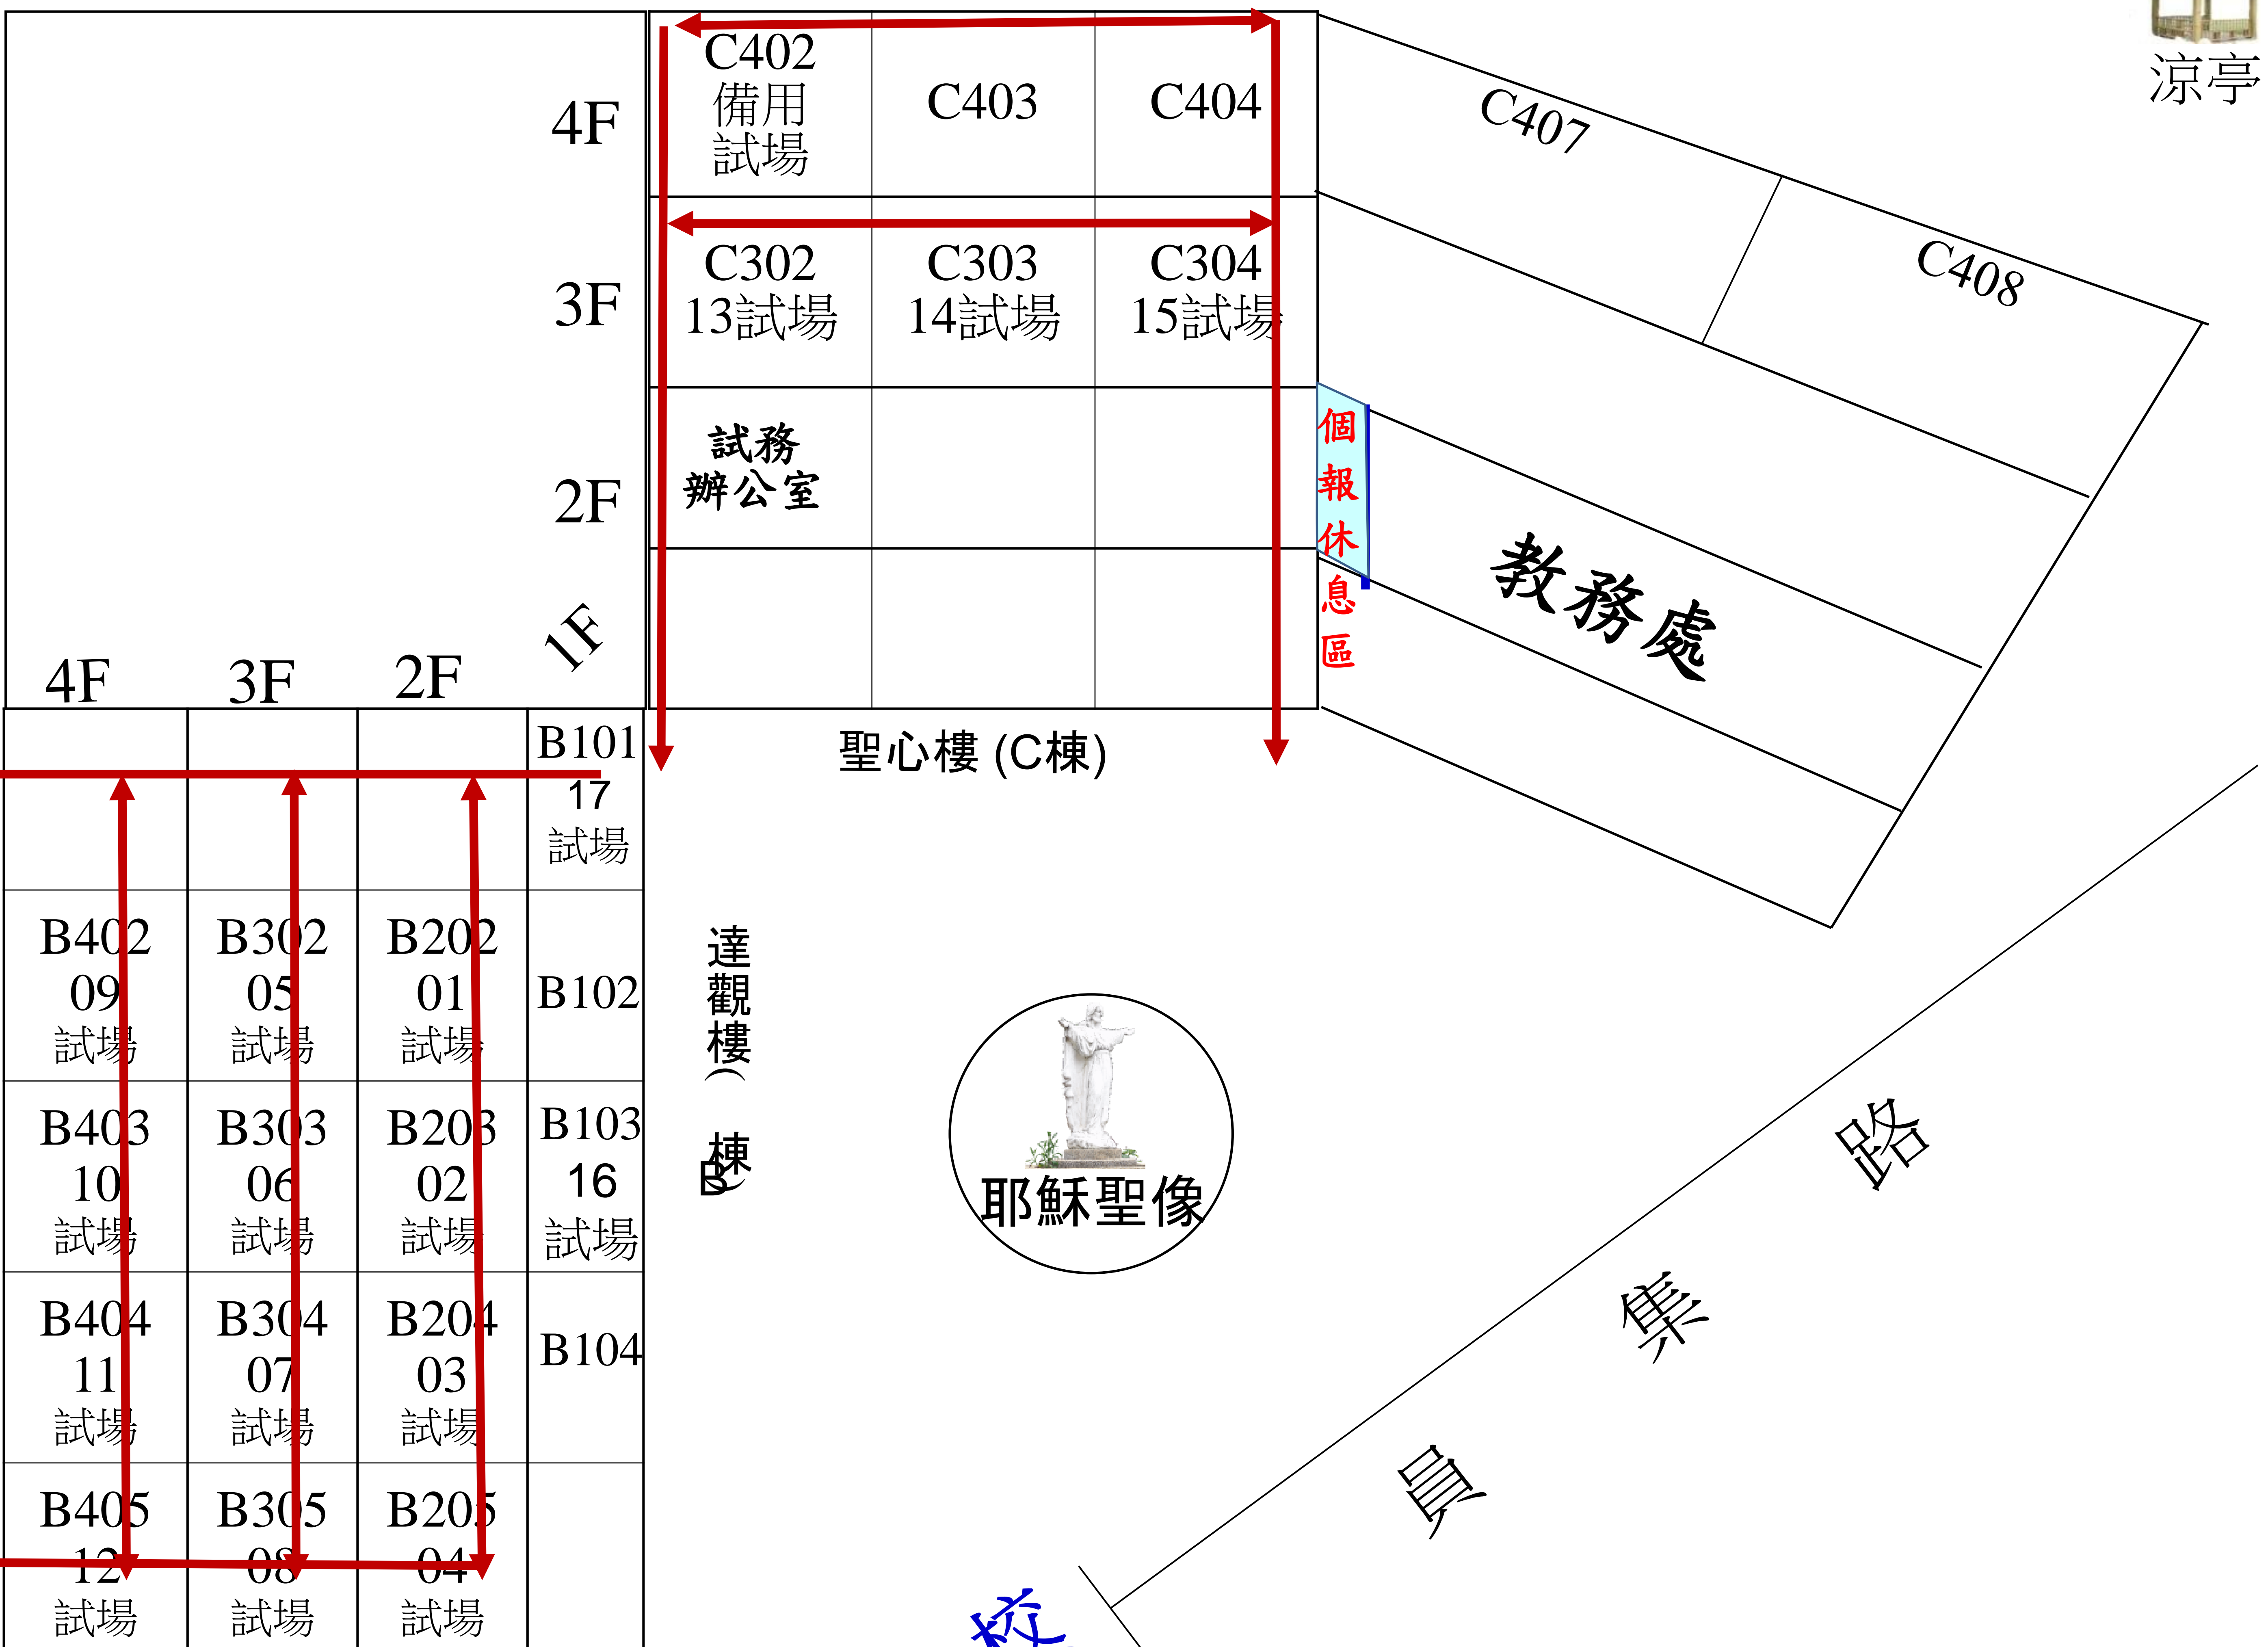 涼亭
4F
C402
備用
試場
C403
C404
C407
C408
3F
C302
13試場
C303
14試場
C304
15試場
2F
試務
辦公室
個報休息區
教務處
1F
4F
3F
2F
聖心樓 (C棟)
B101
17
試場
B402
09
試場
B302
05
試場
B202
01
試場
B102
B403
10
試場
B303
06
試場
B203
02
試場
B103
16
試場
B404
11
試場
B304
07
試場
B204
03
試場
B104
B405
12
試場
B305
08
試場
B205
04
試場
達觀樓(B棟)
耶穌聖像
員集路
校